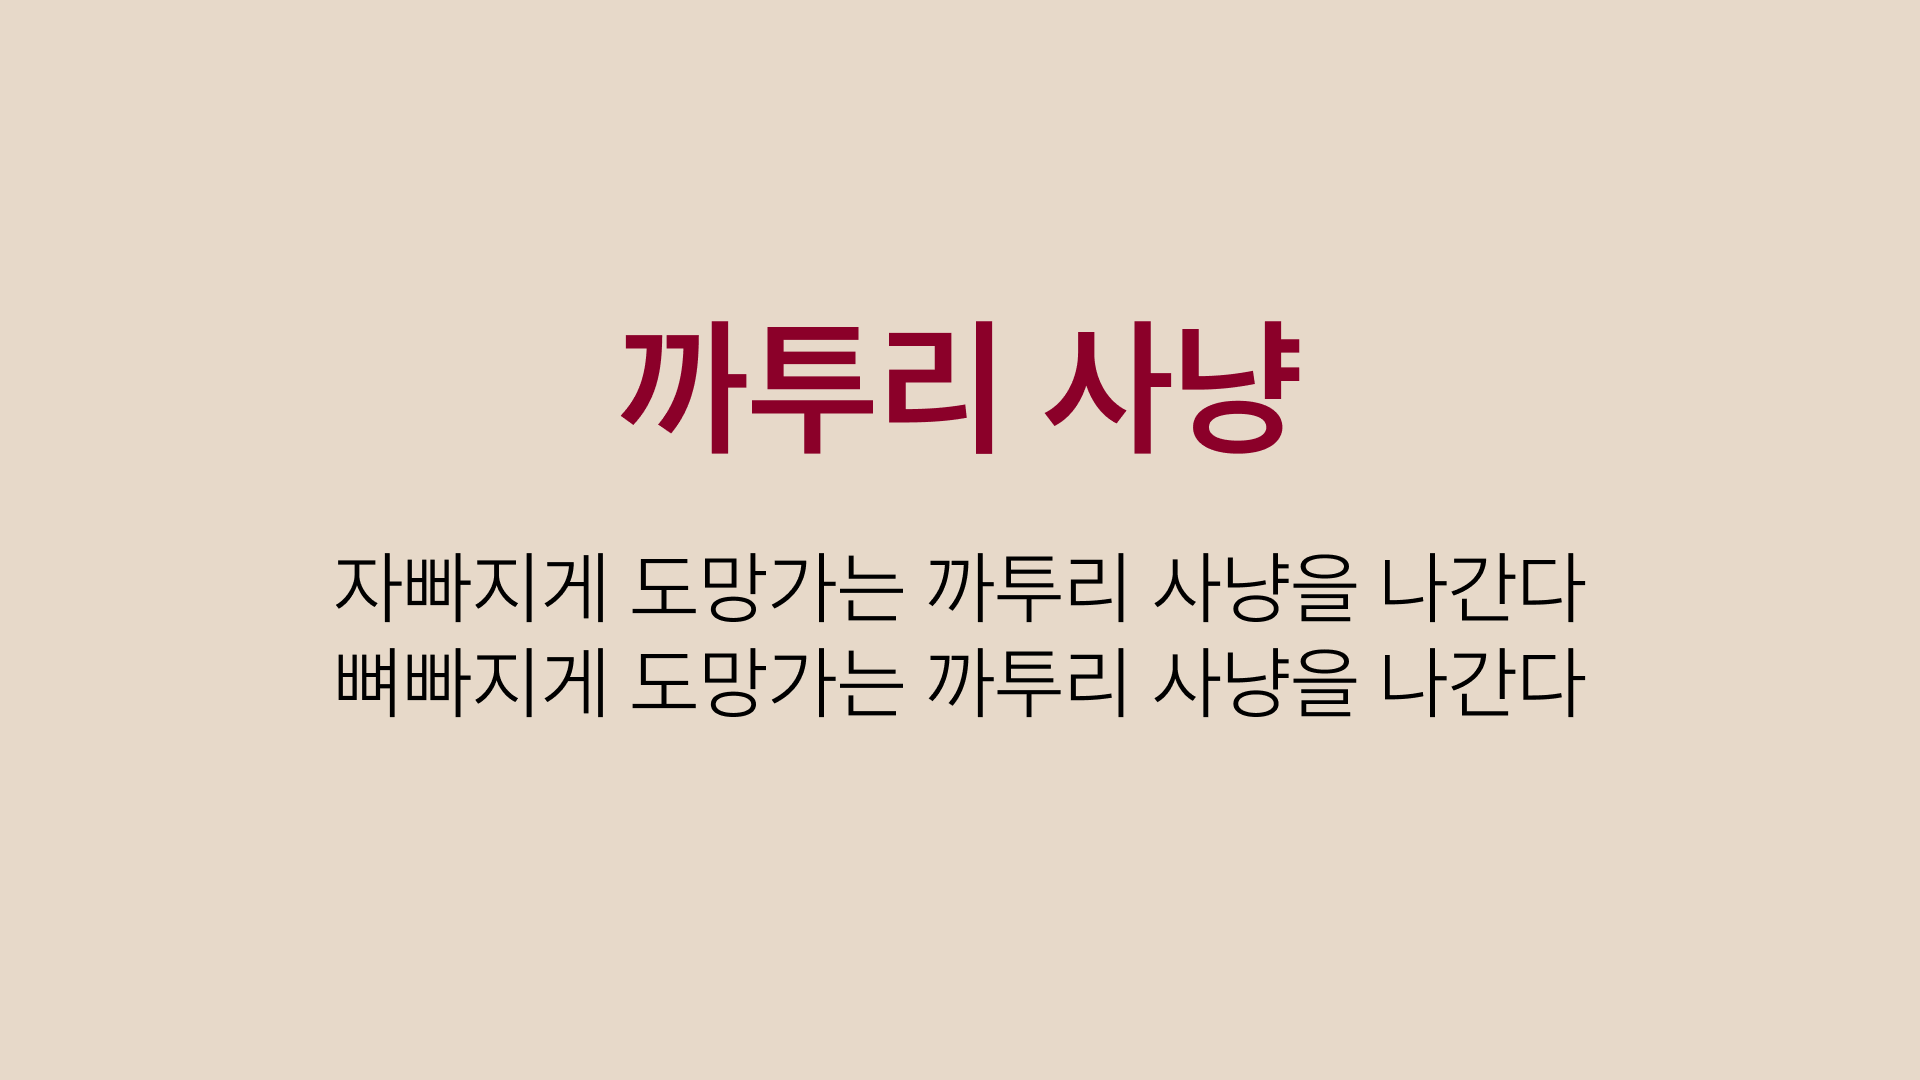 까투리 사냥
자빠지게 도망가는 까투리 사냥을 나간다
뼈빠지게 도망가는 까투리 사냥을 나간다